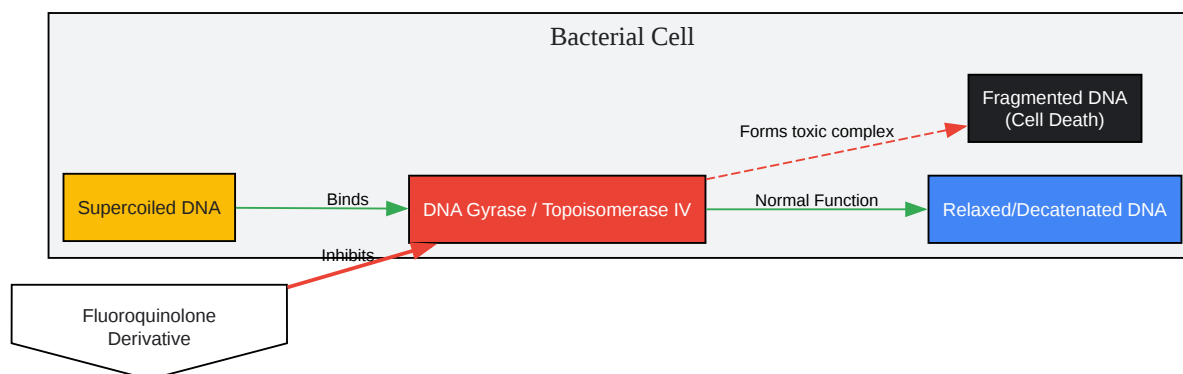 Bacterial Cell
Fragmented DNA
(Cell Death)
Forms toxic complex
Supercoiled DNA
Binds
DNA Gyrase / Topoisomerase IV
Normal Function
Relaxed/Decatenated DNA
Inhibits
Fluoroquinolone
Derivative